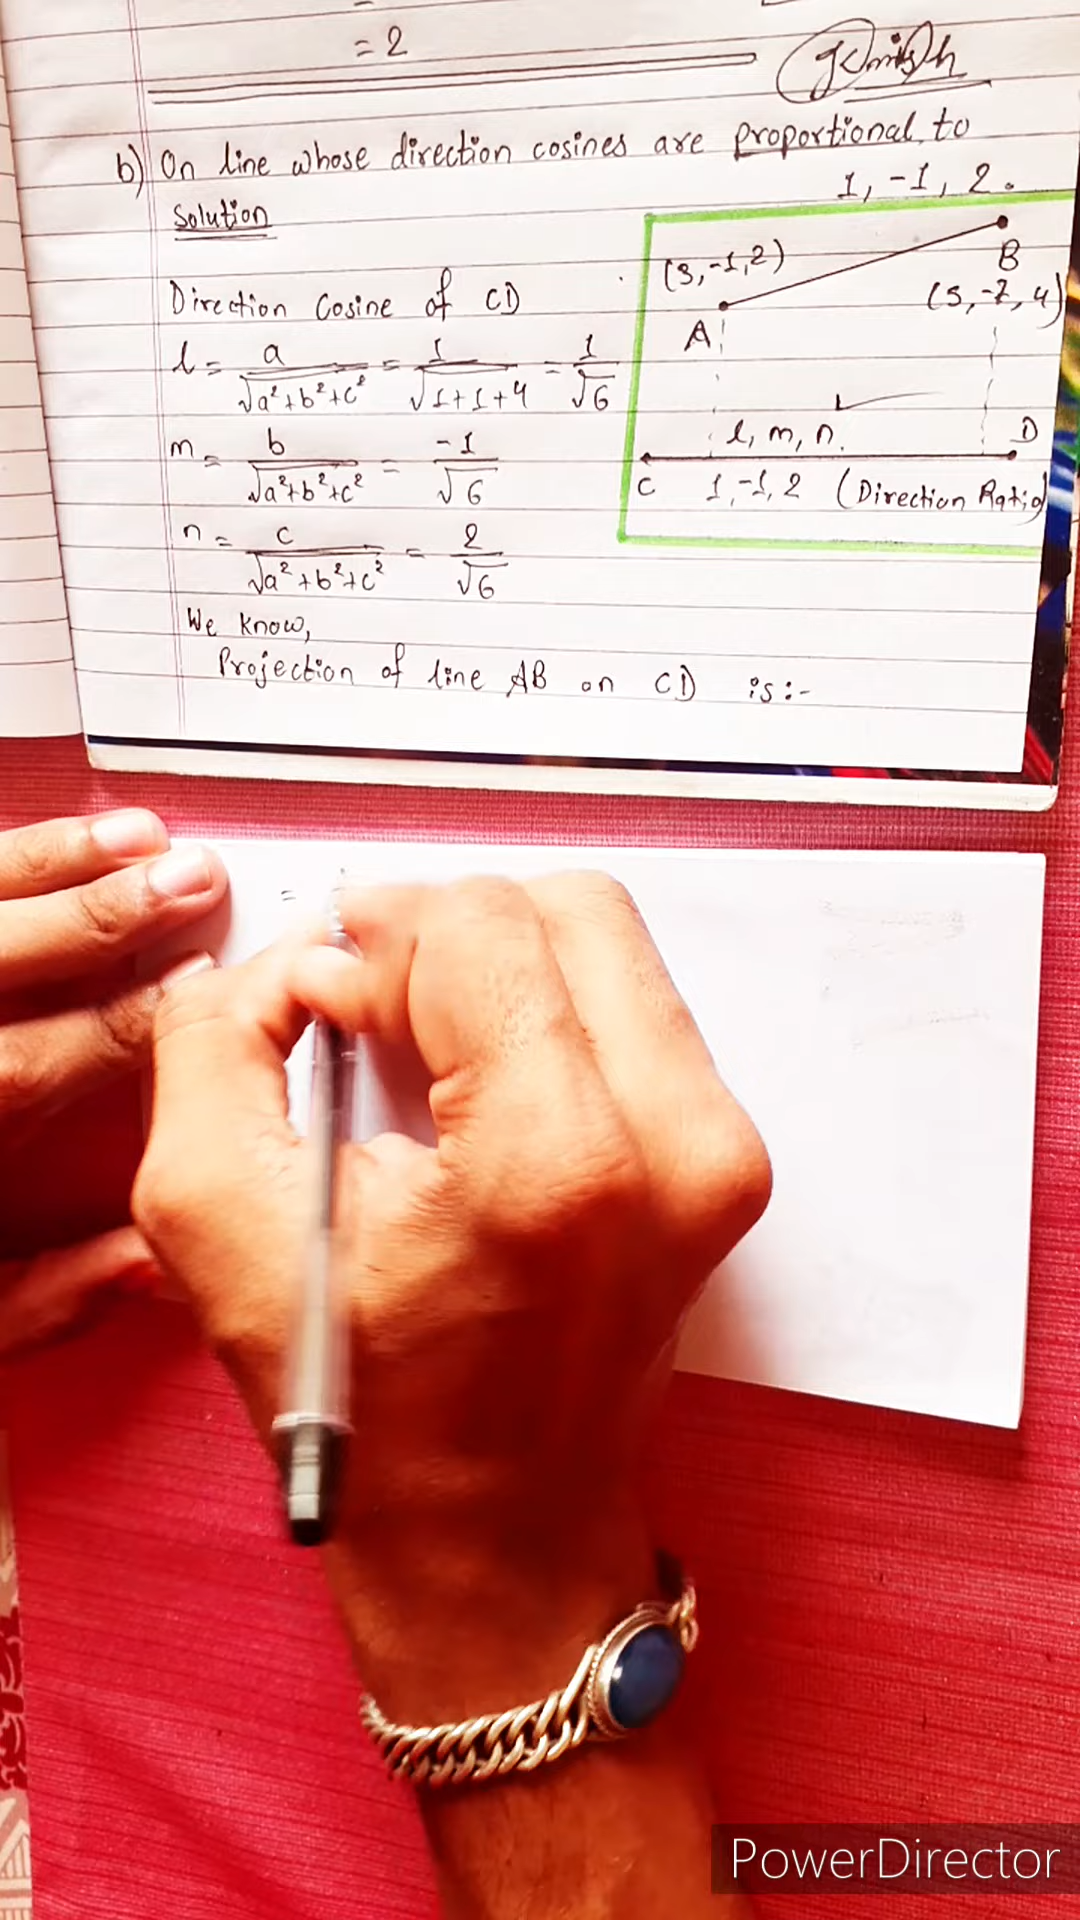 = 2
b) On line whose direction cosines are proportional to
1, -1, 2.
Solution
Direction Cosine of CD
l = a/√a²+b²+c² = 1/√1+1+4 = 1/√6
m = b/√a²+b²+c² = -1/√6
n = c/√a²+b²+c² = 2/√6
We know,
Projection of line AB on CD is:-
(3,-1,2)
B
(5,-7,4)
A
l, m, n.
D
C 1,-1,2 (Direction Ratio)
=
PowerDirector